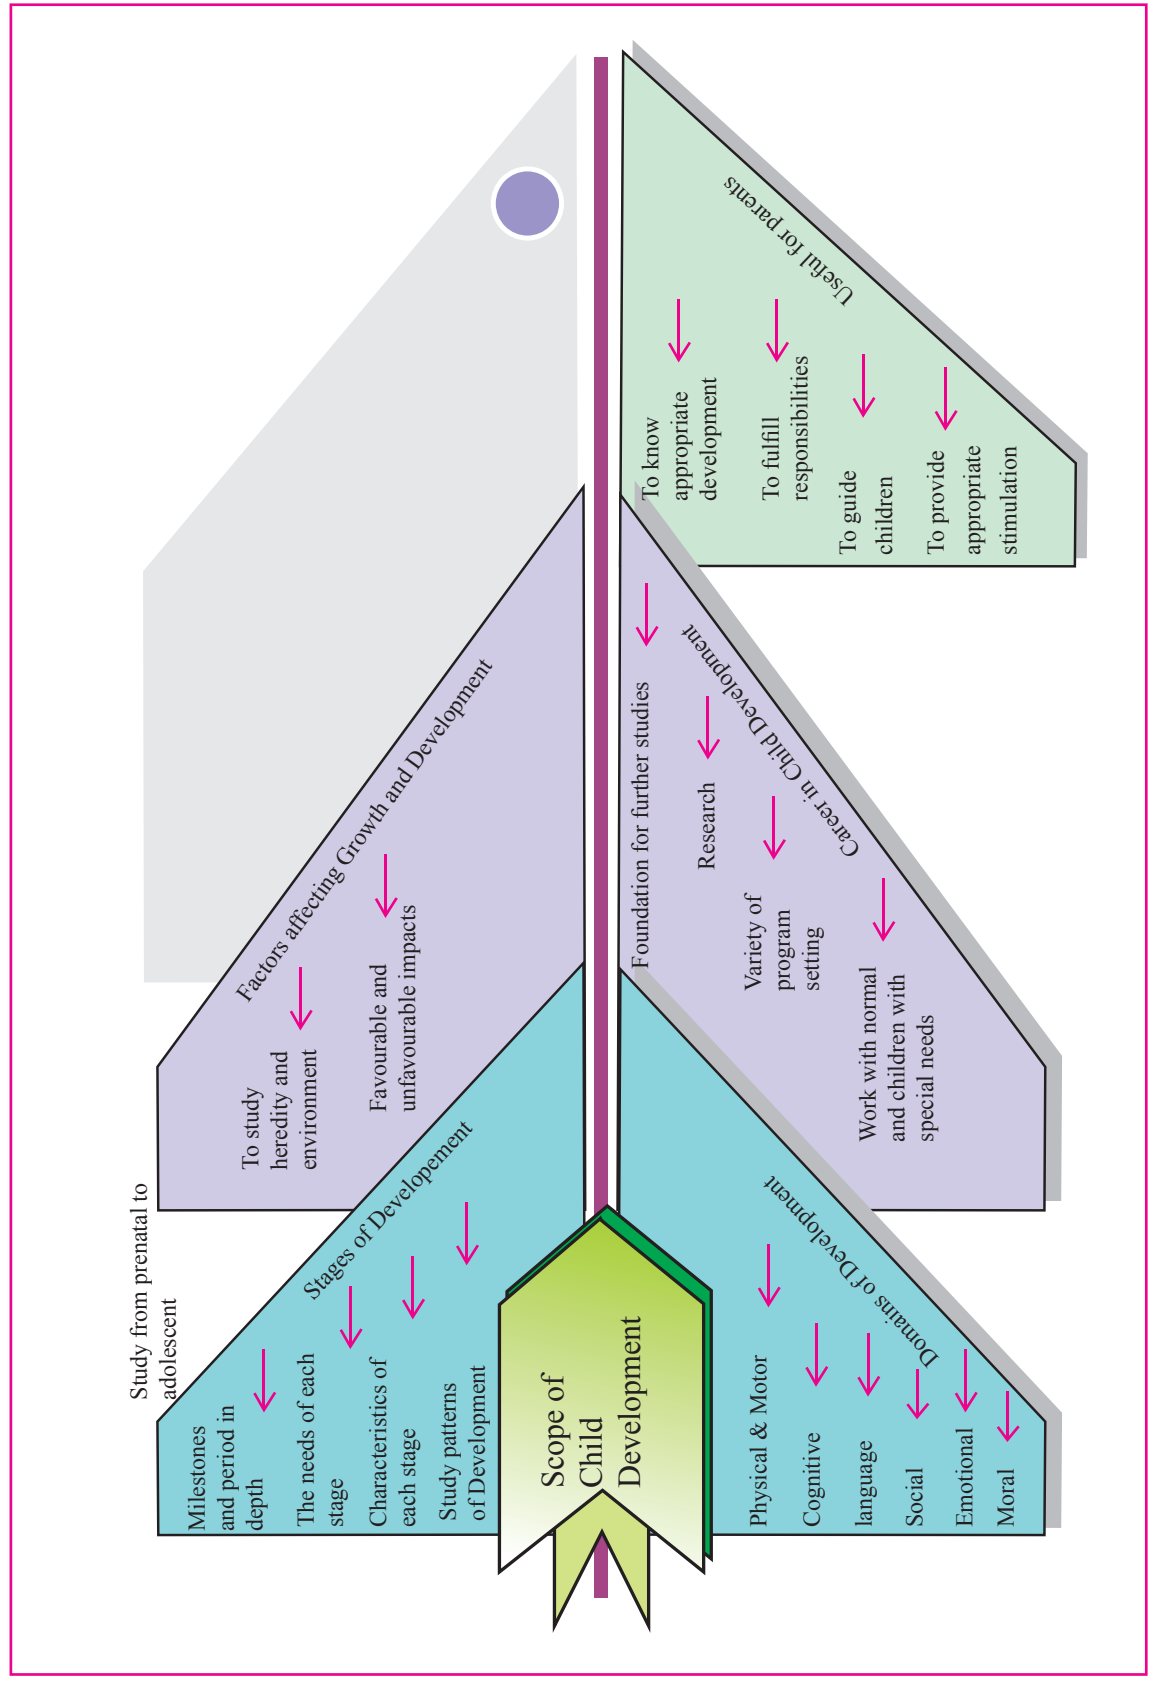 Scope of
Child
Development
Study from prenatal to
adolescent
Stages of Developement
Milestones
and period in
depth
The needs of each
stage
Characteristics of
each stage
Study patterns
of Development
Factors affecting Growth and Development
To study
heredity and
environment
Favourable and
unfavourable impacts
Domains of Development
Physical & Motor
Cognitive
language
Social
Emotional
Moral
Career in Child Development
Foundation for further studies
Research
Variety of
program
setting
Work with normal
and children with
special needs
Useful for parents
To know
appropriate
development
To fulfill
responsibilities
To guide
children
To provide
appropriate
stimulation